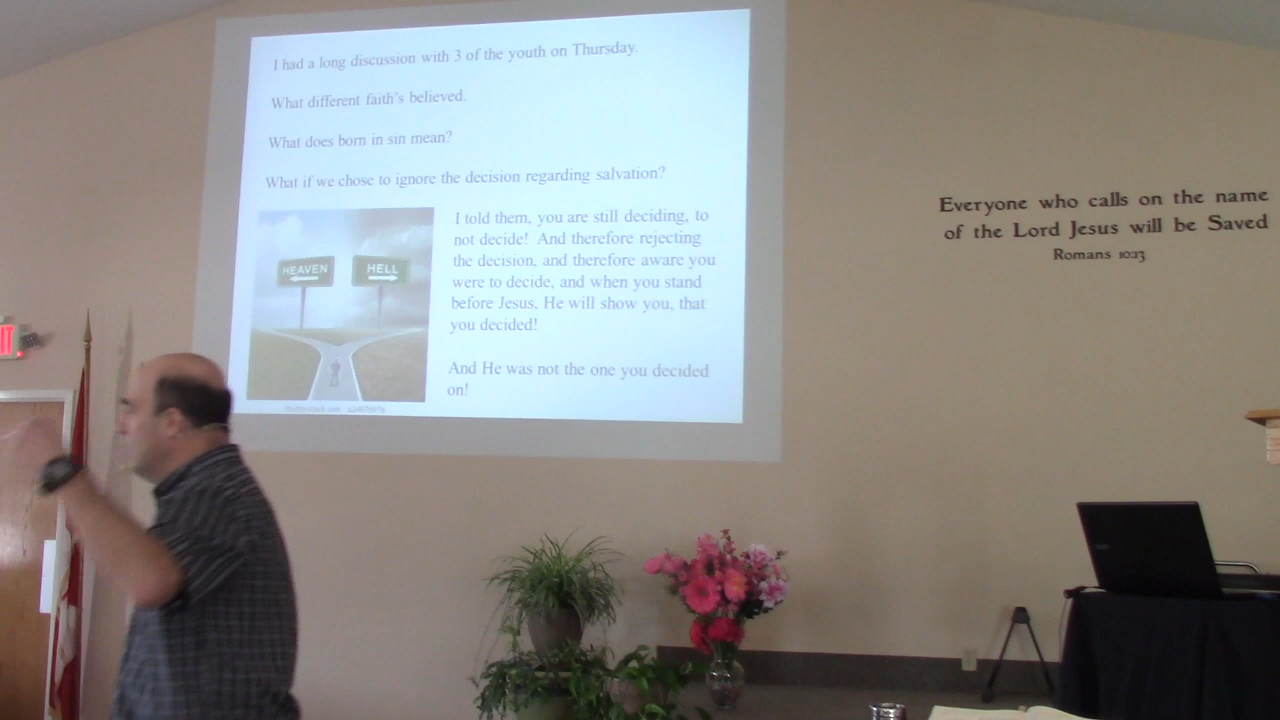 I had a long discussion with 3 of the youth on Thursday.
What different faith's believed.
What does born in sin mean?
What if we chose to ignore the decision regarding salvation?
HEAVEN
HELL
I told them, you are still deciding, to
not decide! And therefore rejecting
the decision, and therefore aware you
were to decide, and when you stand
before Jesus, He will show you, that
you decided!
And He was not the one you decided
on!
Everyone who calls on the name
of the Lord Jesus will be Saved
Romans 10:13
IT